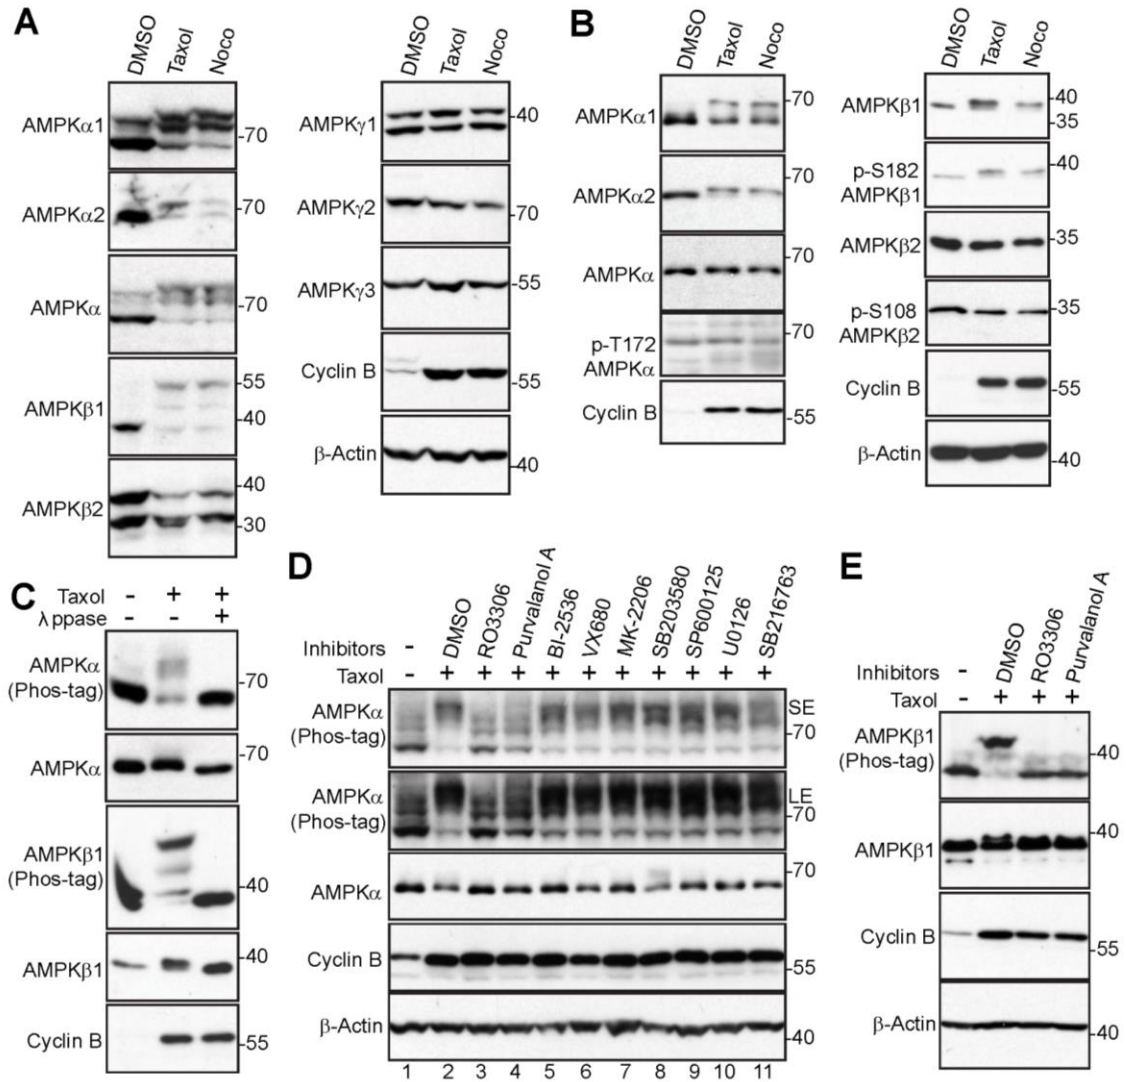 A
DMSO
Taxol
Noco
AMPKα1
-70
AMPKα2
-70
AMPKα
-70
AMPKβ1
-55
-40
AMPKβ2
-40
-30
DMSO
Taxol
Noco
AMPKγ1
-40
AMPKγ2
-70
AMPKγ3
-55
Cyclin B
-55
β-Actin
-40
B
DMSO
Taxol
Noco
AMPKα1
-70
AMPKα2
-70
AMPKα
-70
p-T172
AMPKα
-70
Cyclin B
-55
DMSO
Taxol
Noco
AMPKβ1
-40
-35
p-S182
AMPKβ1
-40
AMPKβ2
-35
p-S108
AMPKβ2
-35
Cyclin B
-55
β-Actin
-40
C
Taxol - + +
λ ppase - - +
AMPKα
(Phos-tag)
-70
AMPKα
-70
AMPKβ1
(Phos-tag)
-40
AMPKβ1
-40
Cyclin B
-55
D
Inhibitors - DMSO RO3306 Purvalanol A BI-2536 VX680 MK-2206 SB203580 SP600125 U0126 SB216763
Taxol - + + + + + + + + + +
AMPKα
(Phos-tag)
SE
-70
AMPKα
(Phos-tag)
LE
-70
AMPKα
-70
Cyclin B
-55
β-Actin
-40
1 2 3 4 5 6 7 8 9 10 11
E
Inhibitors - DMSO RO3306 Purvalanol A
Taxol - + + +
AMPKβ1
(Phos-tag)
-40
AMPKβ1
-40
Cyclin B
-55
β-Actin
-40